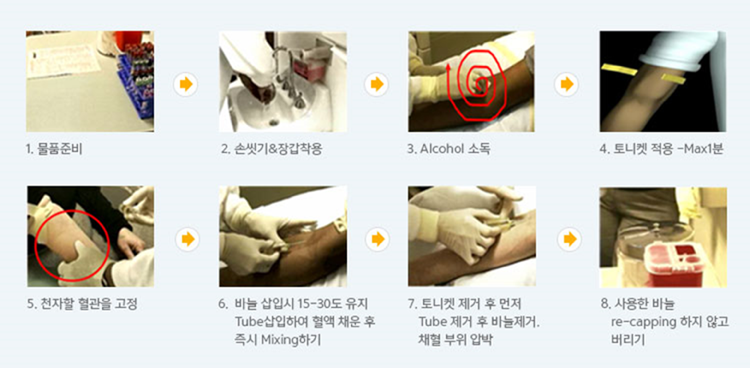 1. 물품준비
2. 손씻기&장갑착용
3. Alcohol 소독
4. 토니켓 적용 -Max1분
5. 천자할 혈관을 고정
6. 바늘 삽입시 15-30도 유지
Tube삽입하여 혈액 채운 후
즉시 Mixing하기
7. 토니켓 제거 후 먼저
Tube 제거 후 바늘제거.
채혈 부위 압박
8. 사용한 바늘
re-capping 하지 않고
버리기